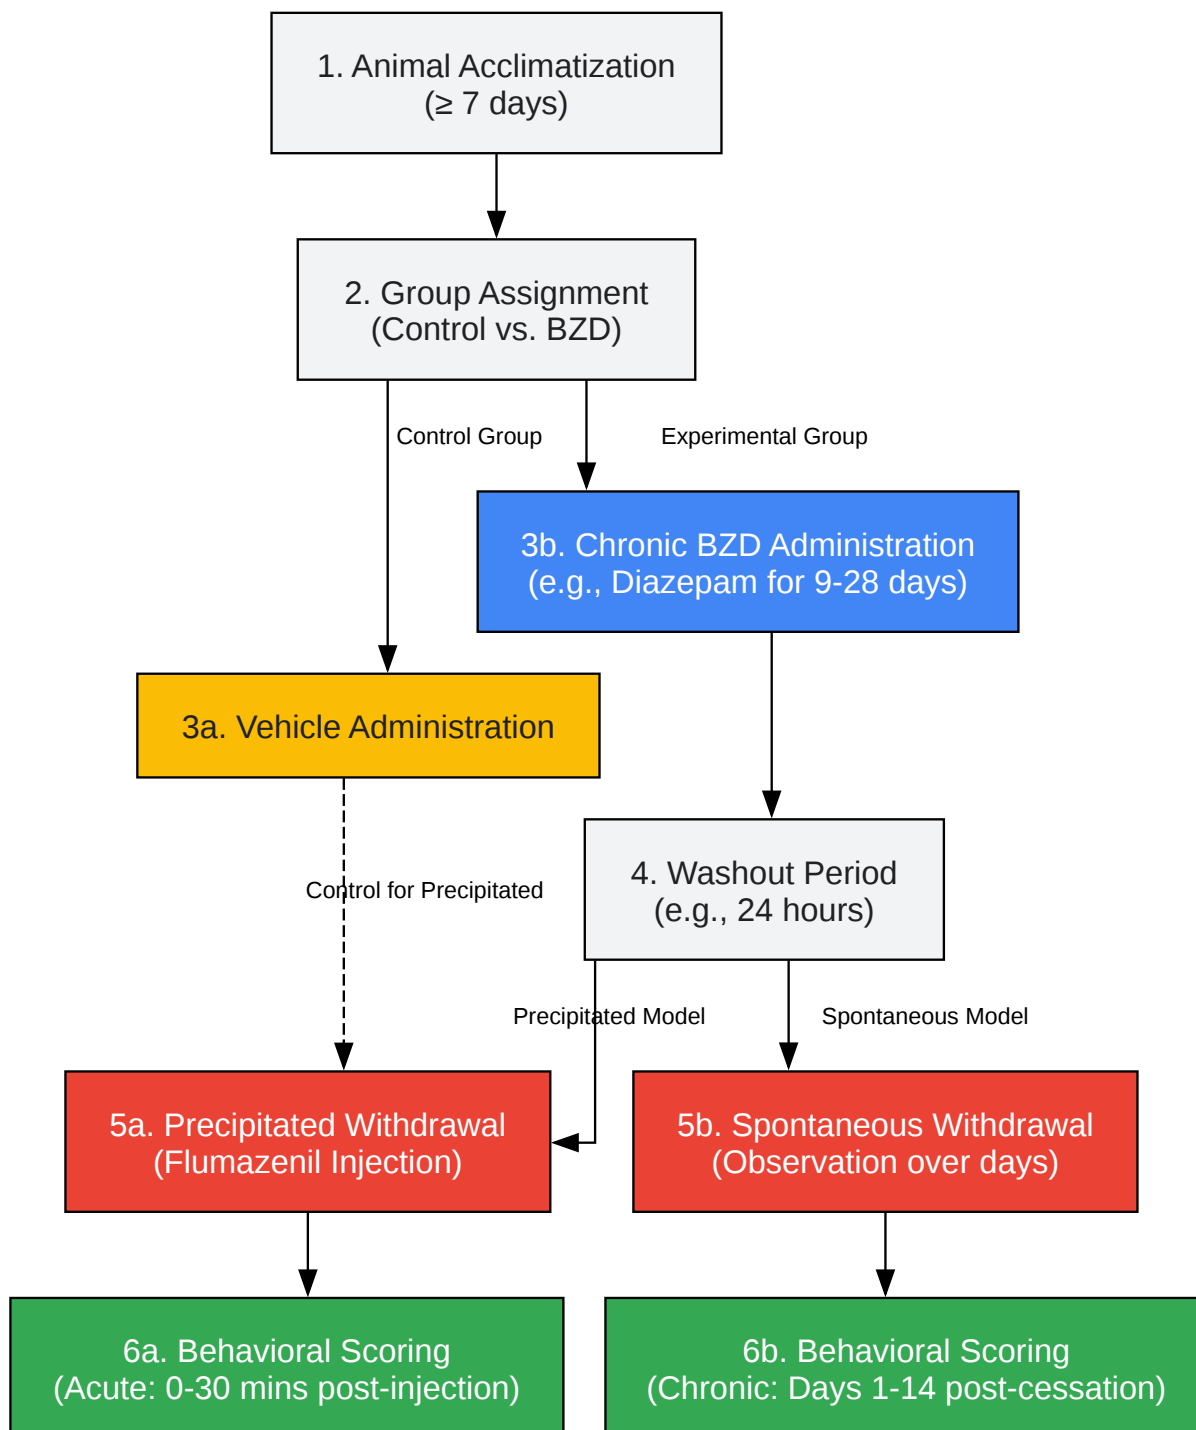 1. Animal Acclimatization
(≥ 7 days)
2. Group Assignment
(Control vs. BZD)
Control Group
Experimental Group
3b. Chronic BZD Administration
(e.g., Diazepam for 9-28 days)
3a. Vehicle Administration
4. Washout Period
(e.g., 24 hours)
Control for Precipitated
Precipitated Model
Spontaneous Model
5a. Precipitated Withdrawal
(Flumazenil Injection)
5b. Spontaneous Withdrawal
(Observation over days)
6a. Behavioral Scoring
(Acute: 0-30 mins post-injection)
6b. Behavioral Scoring
(Chronic: Days 1-14 post-cessation)